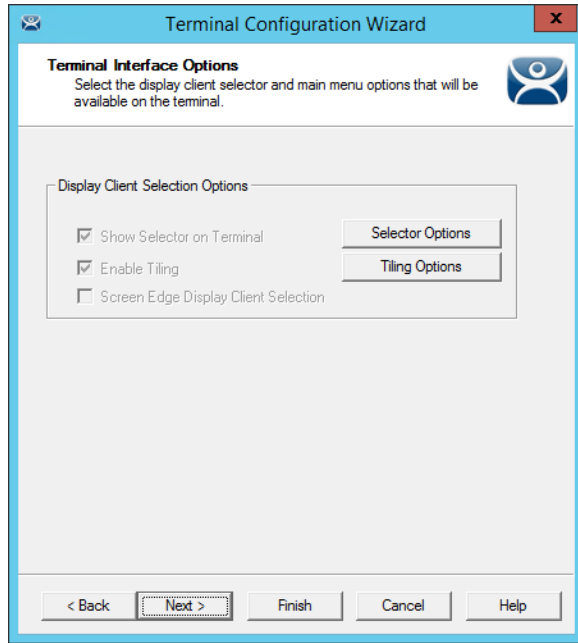 Terminal Configuration Wizard
x
Terminal Interface Options
Select the display client selector and main menu options that will be
available on the terminal.
Display Client Selection Options
Show Selector on Terminal
Selector Options
Enable Tiling
Tiling Options
Screen Edge Display Client Selection
< Back
Next >
Finish
Cancel
Help